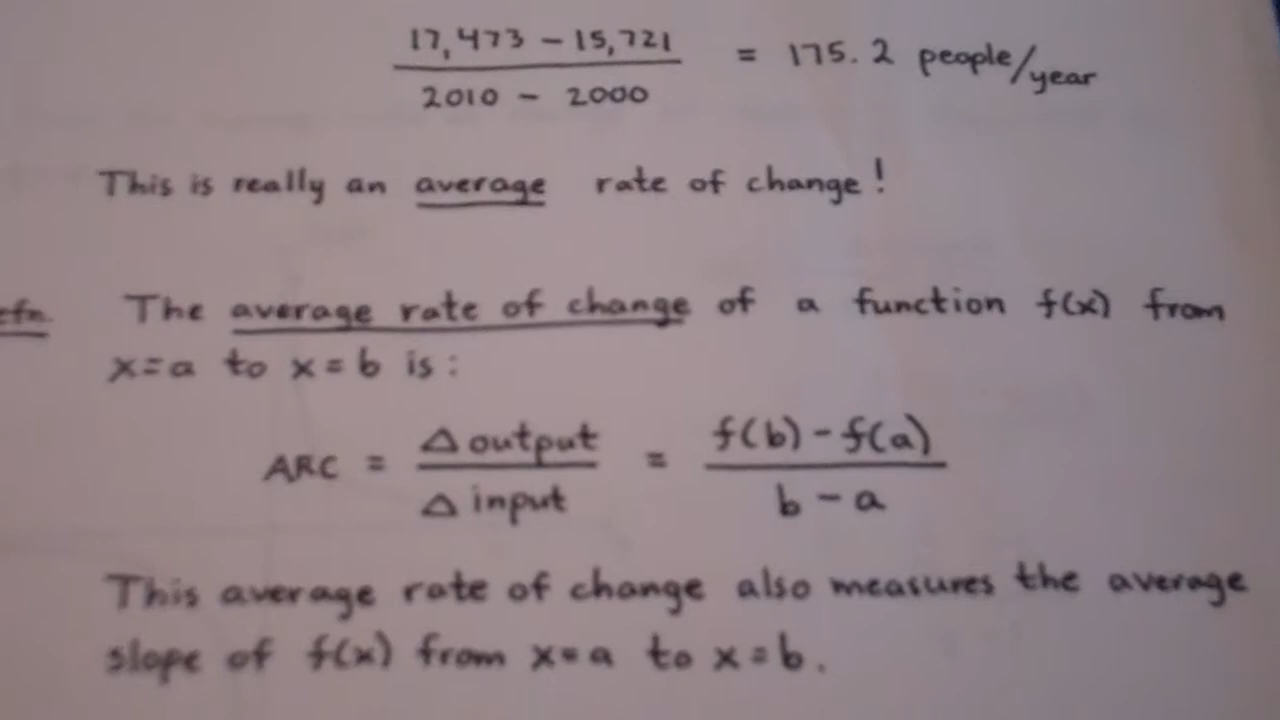 17,473 - 15,721 / 2010 - 2000 = 175.2 people/year
This is really an average rate of change!
efn. The average rate of change of a function f(x) from
x=a to x=b is:
ARC = Δ output / Δ input = f(b) - f(a) / b - a
This average rate of change also measures the average
slope of f(x) from x=a to x=b.